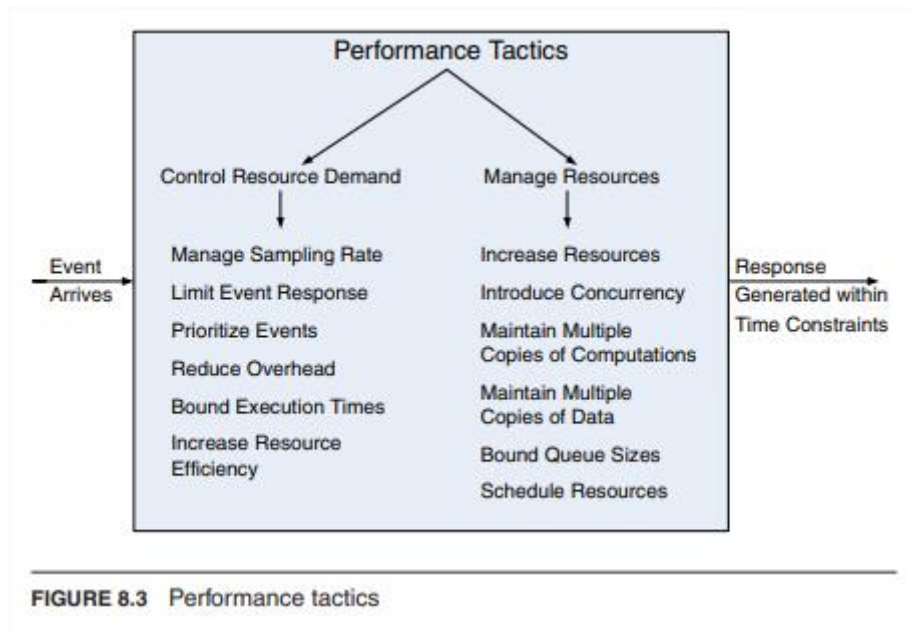 Performance Tactics
Control Resource Demand
Manage Sampling Rate
Limit Event Response
Prioritize Events
Reduce Overhead
Bound Execution Times
Increase Resource
Efficiency
Manage Resources
Increase Resources
Introduce Concurrency
Maintain Multiple
Copies of Computations
Maintain Multiple
Copies of Data
Bound Queue Sizes
Schedule Resources
Event
Arrives
Response
Generated within
Time Constraints
FIGURE 8.3 Performance tactics